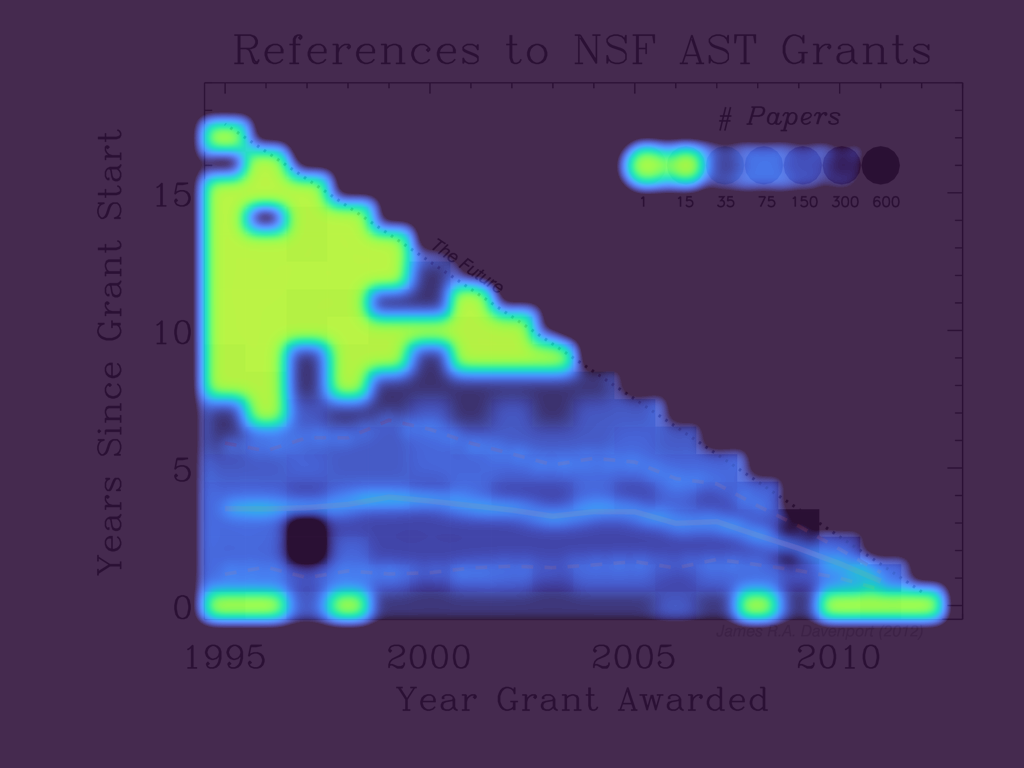 References to NSF AST Grants
# Papers
1 15 35 75 150 300 600
The Future
Years Since Grant Start
15
10
5
0
James R.A. Davenport (2012)
1995 2000 2005 2010
Year Grant Awarded